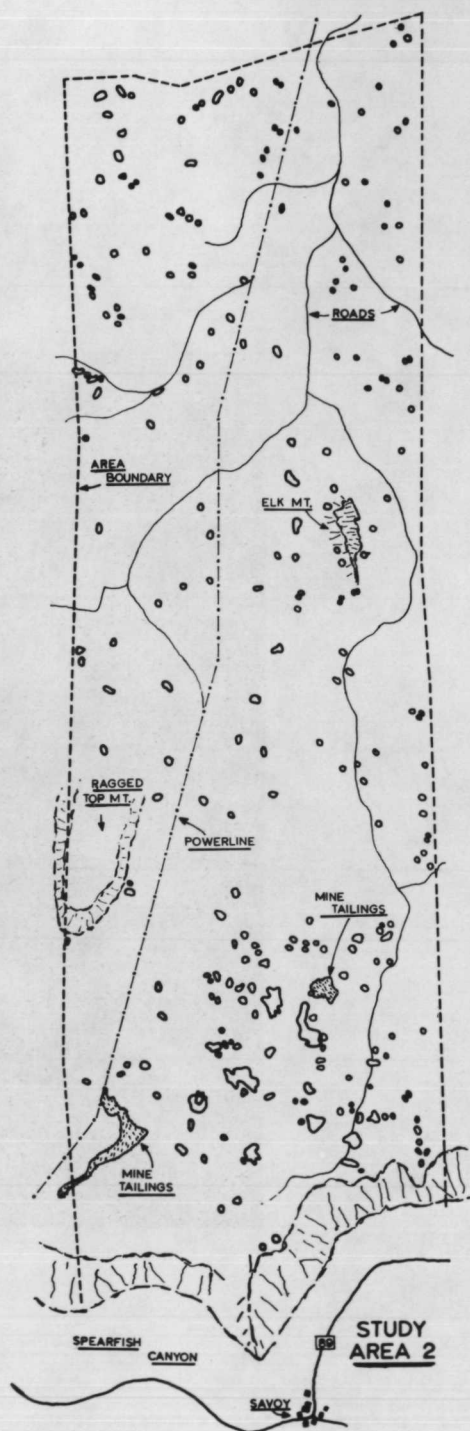 ROADS
AREA
BOUNDARY
ELK MT.
RAGGED
TOP MT.
POWERLINE
MINE
TAILINGS
MINE
TAILINGS
SPEARFISH
CANYON
89
STUDY
AREA 2
SAVOY